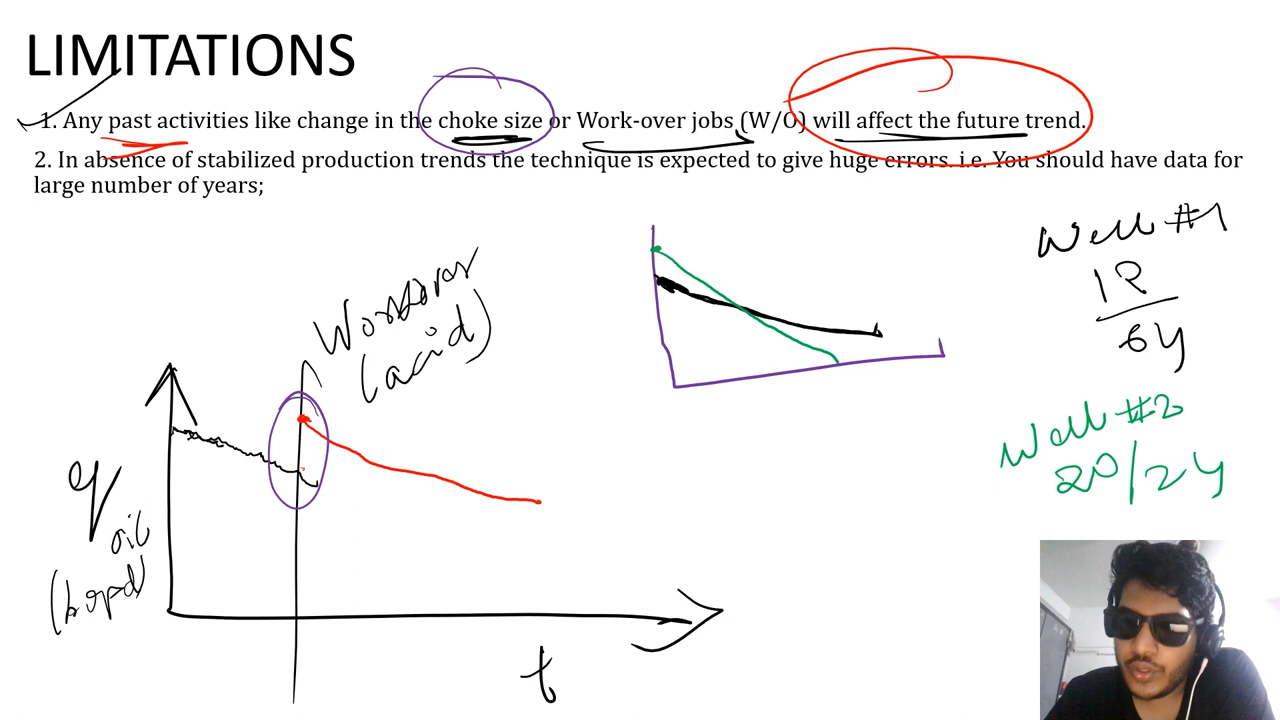 LIMITATIONS
1. Any past activities like change in the choke size or Work-over jobs (W/O) will affect the future trend.
2. In absence of stabilized production trends the technique is expected to give huge errors. i.e. You should have data for
large number of years;
Well #1
12
6y
Workover
(acid)
Well #2
20/2y
q oil
(bopd)
t